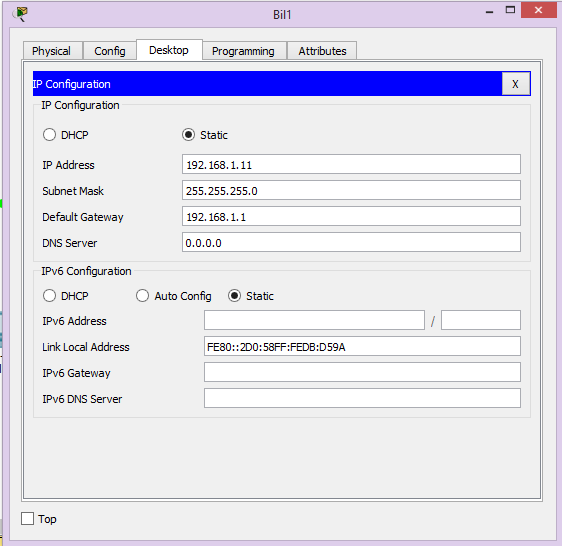 Bil1
Physical Config Desktop Programming Attributes
IP Configuration X
IP Configuration
DHCP Static
IP Address 192.168.1.11
Subnet Mask 255.255.255.0
Default Gateway 192.168.1.1
DNS Server 0.0.0.0
IPv6 Configuration
DHCP Auto Config Static
IPv6 Address /
Link Local Address FE80::2D0:58FF:FEDB:D59A
IPv6 Gateway
IPv6 DNS Server
Top